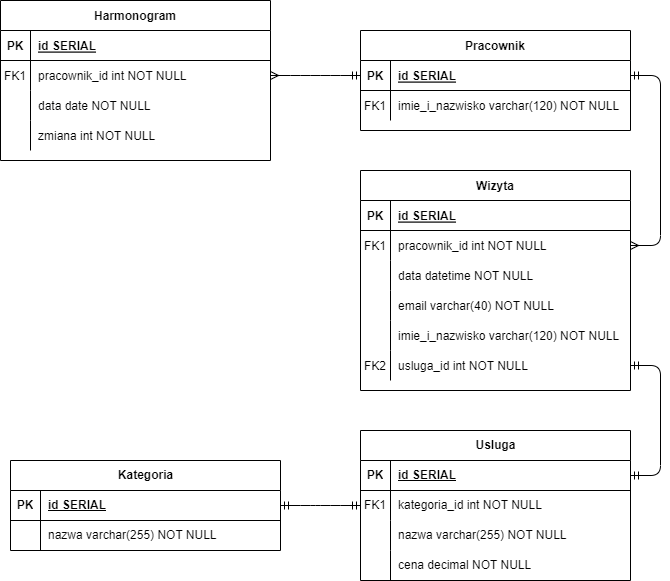 Harmonogram
PK id SERIAL
FK1 pracownik_id int NOT NULL
data date NOT NULL
zmiana int NOT NULL
Pracownik
PK id SERIAL
FK1 imie_i_nazwisko varchar(120) NOT NULL
Wizyta
PK id SERIAL
FK1 pracownik_id int NOT NULL
data datetime NOT NULL
email varchar(40) NOT NULL
imie_i_nazwisko varchar(120) NOT NULL
FK2 usluga_id int NOT NULL
Kategoria
PK id SERIAL
nazwa varchar(255) NOT NULL
Usluga
PK id SERIAL
FK1 kategoria_id int NOT NULL
nazwa varchar(255) NOT NULL
cena decimal NOT NULL